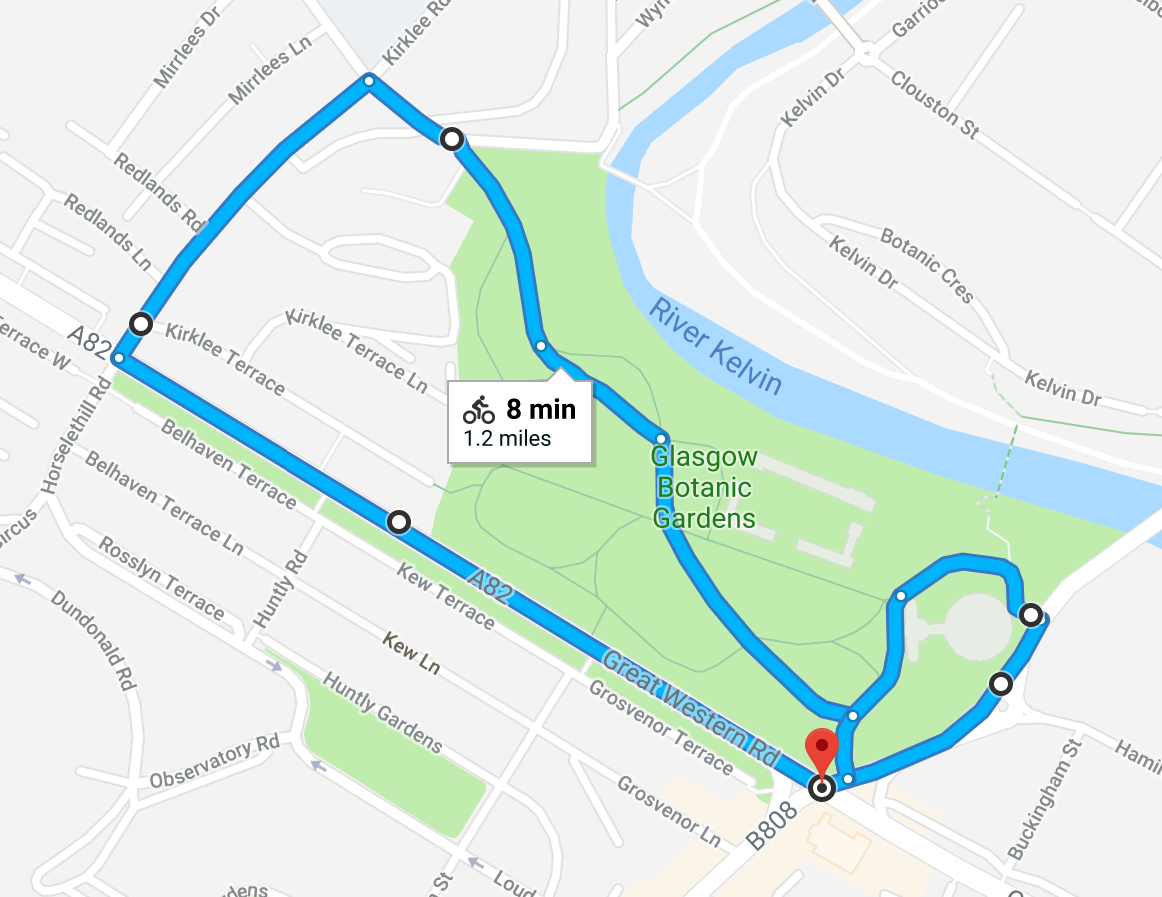 Mirrlees Dr
Mirrlees Ln
Kirklee Rd
Garrio
Kelvin Dr
Clouston St
Redlands Rd
Redlands Ln
Kelvin Dr
Botanic Cres
River Kelvin
Kirklee Terrace
Kirklee Terrace Ln
A82
Terrace W
Kelvin Dr
8 min
1.2 miles
Horselethill Rd
Belhaven Terrace
Belhaven Terrace Ln
Glasgow
Botanic
Gardens
ircus
Rosslyn Terrace
Huntly Rd
Kew Terrace
A82
Dundonald Rd
Kew Ln
Great Western Rd
Huntly Gardens
Grosvenor Terrace
Observatory Rd
Grosvenor Ln
B808
Buckingham St
Hamil
dens
St
Loud